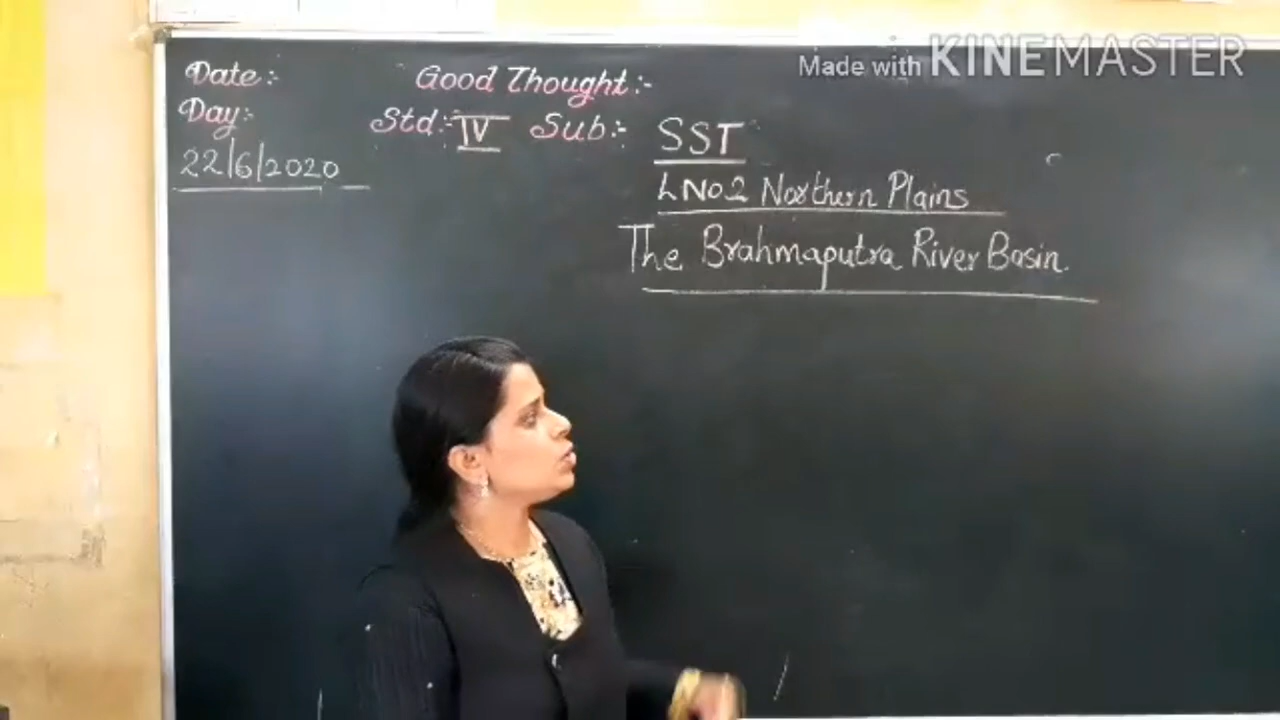 Made with KINEMASTER
Date:-
Good Thought:-
Day:-
Std:- IV Sub:- SST
22/6/2020
LNo.2 Northern Plains
The Brahmaputra River Basin.